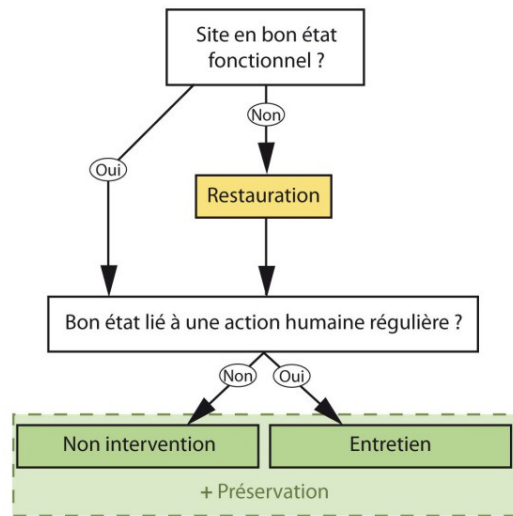 Site en bon état
fonctionnel ?
Non
Oui
Restauration
Bon état lié à une action humaine régulière ?
Non
Oui
Non intervention
Entretien
+ Préservation